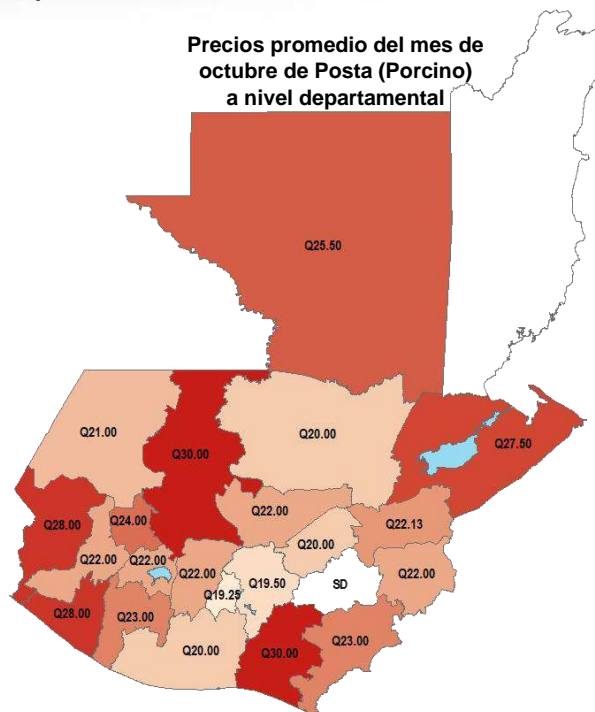 Precios promedio del mes de
octubre de Posta (Porcino)
a nivel departamental
Q25.50
Q21.00
Q30.00
Q20.00
Q27.50
Q28.00
Q24.00
Q22.00
Q22.13
Q20.00
Q22.00
Q22.00
Q22.00
Q19.25
Q19.50
SD
Q22.00
Q28.00
Q23.00
Q20.00
Q30.00
Q23.00